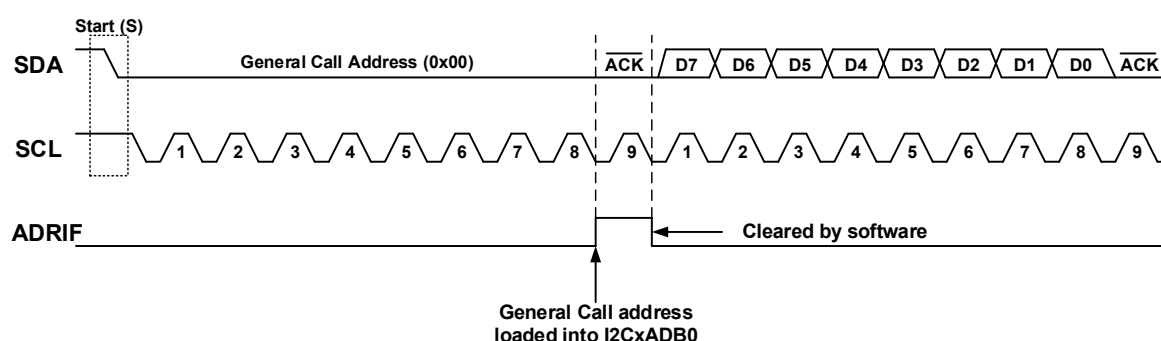 Start (S)
SDA General Call Address (0x00) ACK D7 D6 D5 D4 D3 D2 D1 D0 ACK
SCL 1 2 3 4 5 6 7 8 9 1 2 3 4 5 6 7 8 9
ADRIF Cleared by software
General Call address
loaded into I2CxADB0